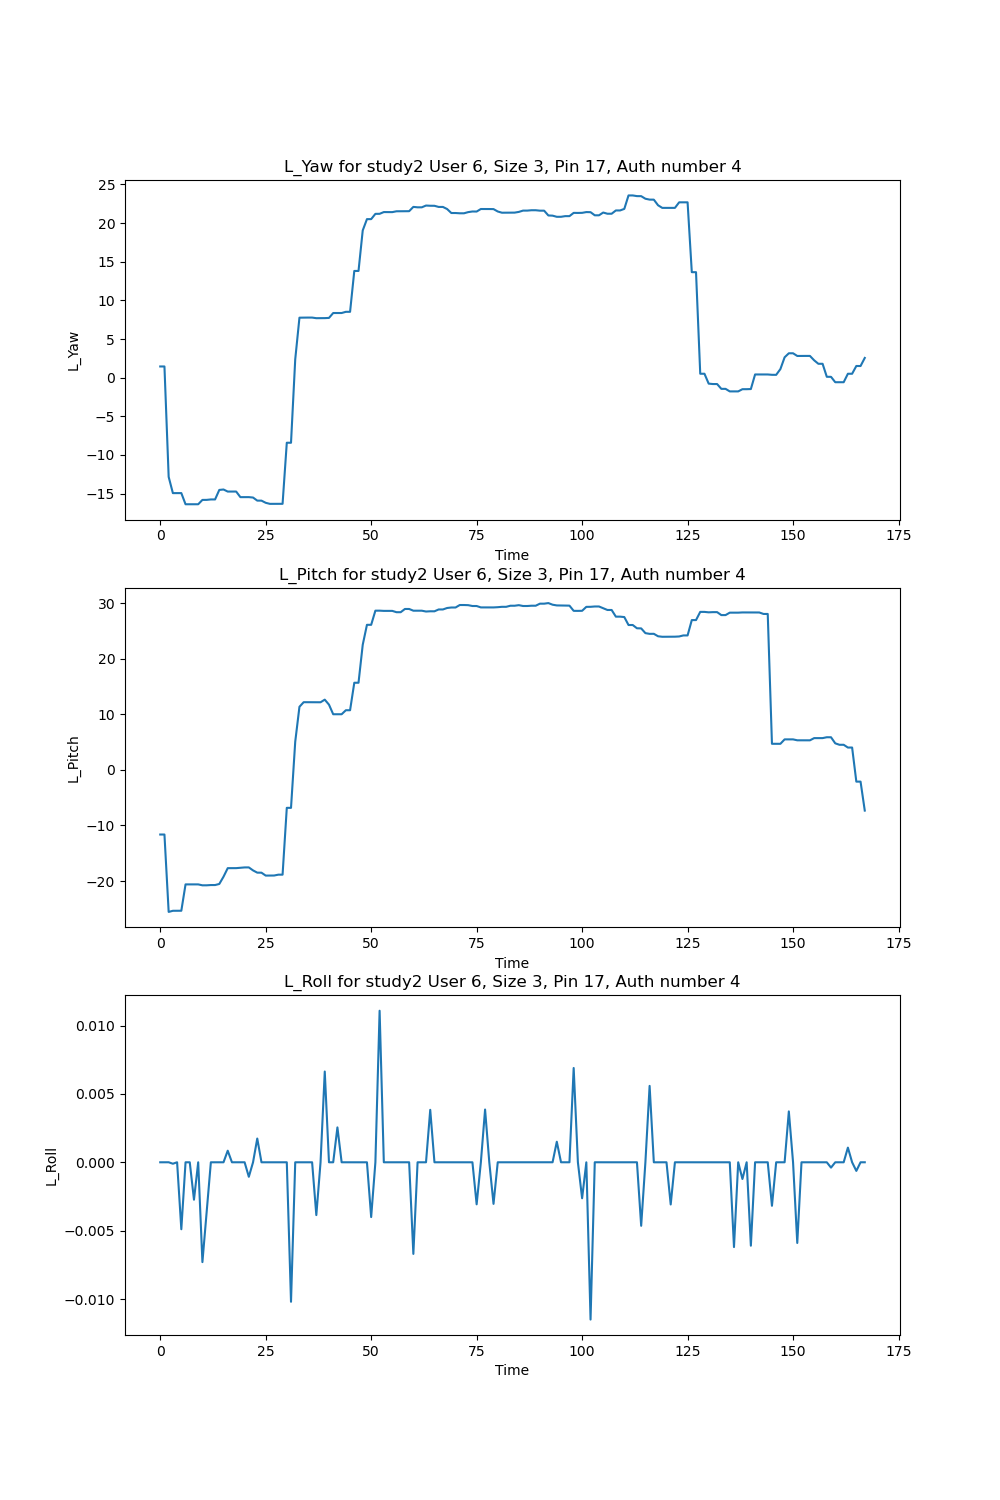 L_Yaw for study2 User 6, Size 3, Pin 17, Auth number 4
25
20
15
10
5
0
−5
−10
−15
L_Yaw
0 25 50 75 100 125 150 175
Time
L_Pitch for study2 User 6, Size 3, Pin 17, Auth number 4
30
20
10
0
−10
−20
L_Pitch
0 25 50 75 100 125 150 175
Time
L_Roll for study2 User 6, Size 3, Pin 17, Auth number 4
0.010
0.005
0.000
−0.005
−0.010
L_Roll
0 25 50 75 100 125 150 175
Time